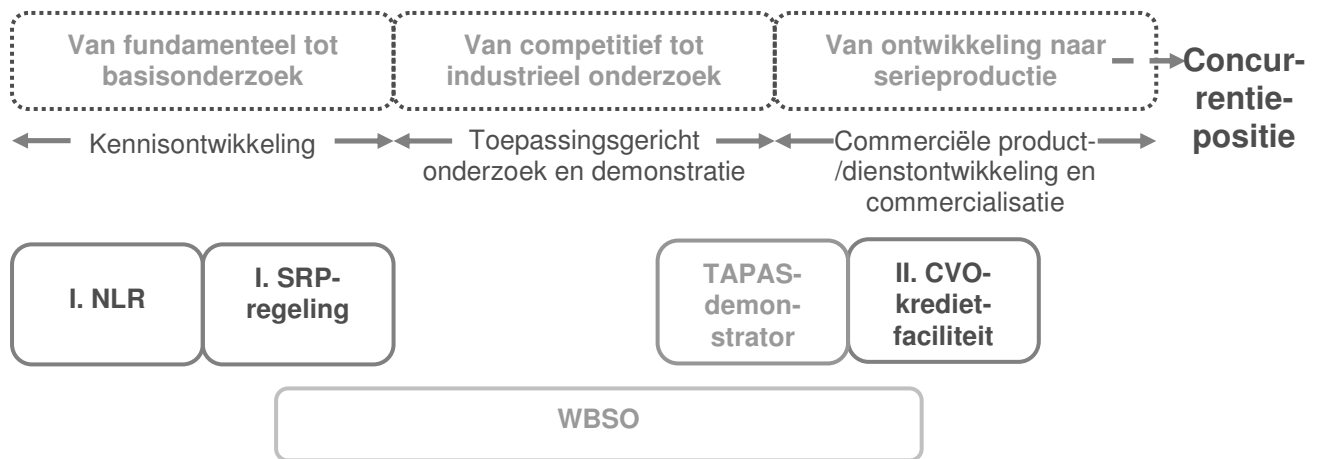 Van fundamenteel tot
basisonderzoek
Van competitief tot
industrieel onderzoek
Van ontwikkeling naar
serieproductie
Concur-
rentie-
positie
Kennisontwikkeling
Toepassingsgericht
onderzoek en demonstratie
Commerciële product-
/dienstontwikkeling en
commercialisatie
I. NLR
I. SRP-
regeling
TAPAS-
demon-
strator
II. CVO-
krediet-
faciliteit
WBSO